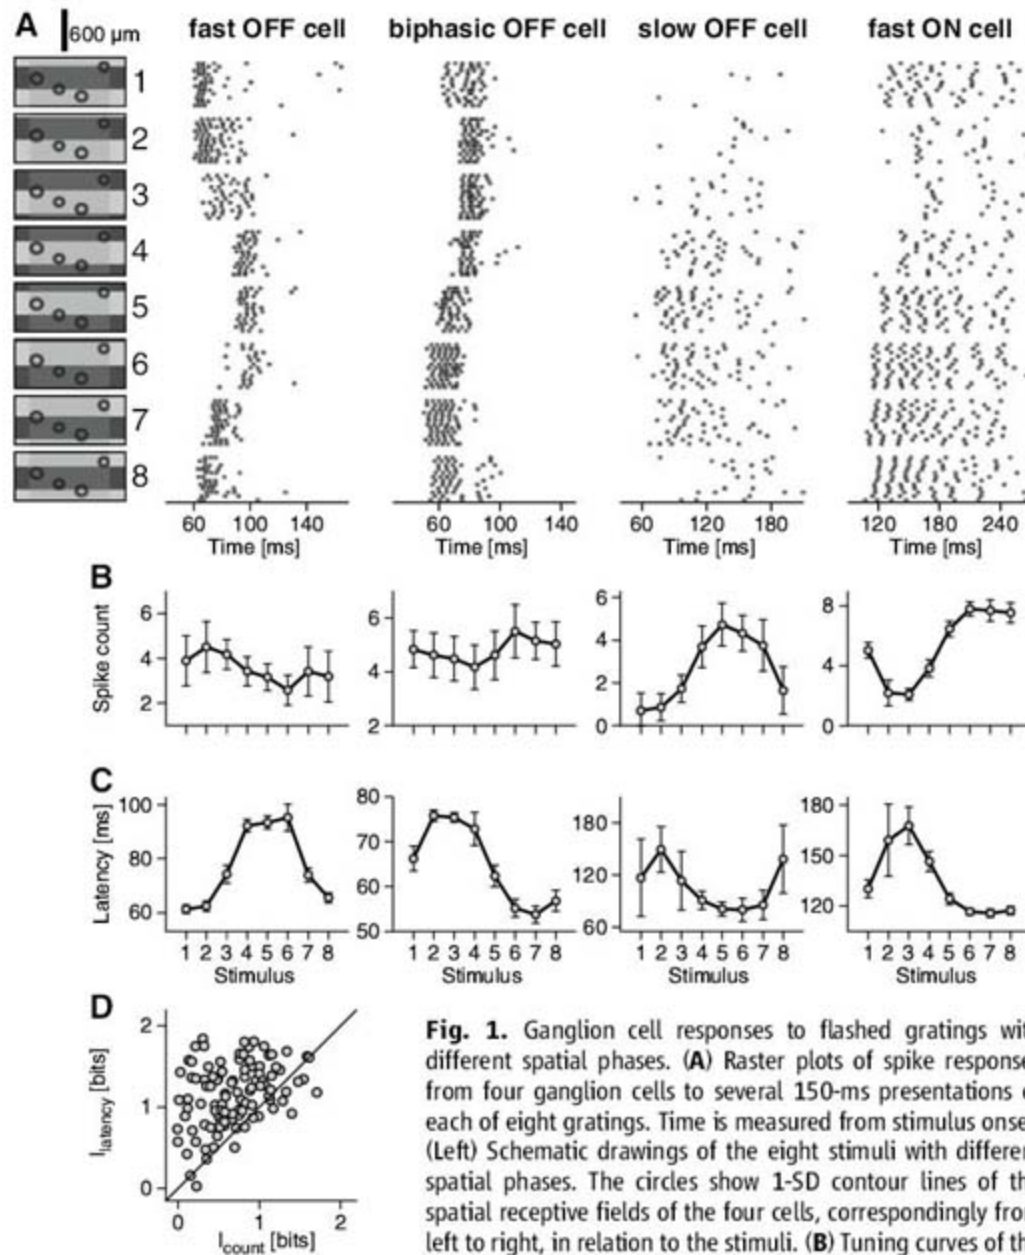 A
600 µm
fast OFF cell
biphasic OFF cell
slow OFF cell
fast ON cell
1
2
3
4
5
6
7
8
60 100 140
60 100 140
60 120 180
120 180 240
Time [ms]
Time [ms]
Time [ms]
Time [ms]
B
Spike count
6
4
2
6
4
2
6
4
2
0
8
4
0
C
Latency [ms]
100
80
60
80
70
60
50
180
120
60
180
150
120
1 2 3 4 5 6 7 8
1 2 3 4 5 6 7 8
1 2 3 4 5 6 7 8
1 2 3 4 5 6 7 8
Stimulus
Stimulus
Stimulus
Stimulus
D
Ilatency [bits]
2
1
0
0 1 2
Icount [bits]
Fig. 1. Ganglion cell responses to flashed gratings wit
different spatial phases. (A) Raster plots of spike response
from four ganglion cells to several 150-ms presentations
each of eight gratings. Time is measured from stimulus onse
(Left) Schematic drawings of the eight stimuli with differen
spatial phases. The circles show 1-SD contour lines of th
spatial receptive fields of the four cells, correspondingly fro
left to right, in relation to the stimuli. (B) Tuning curves of th